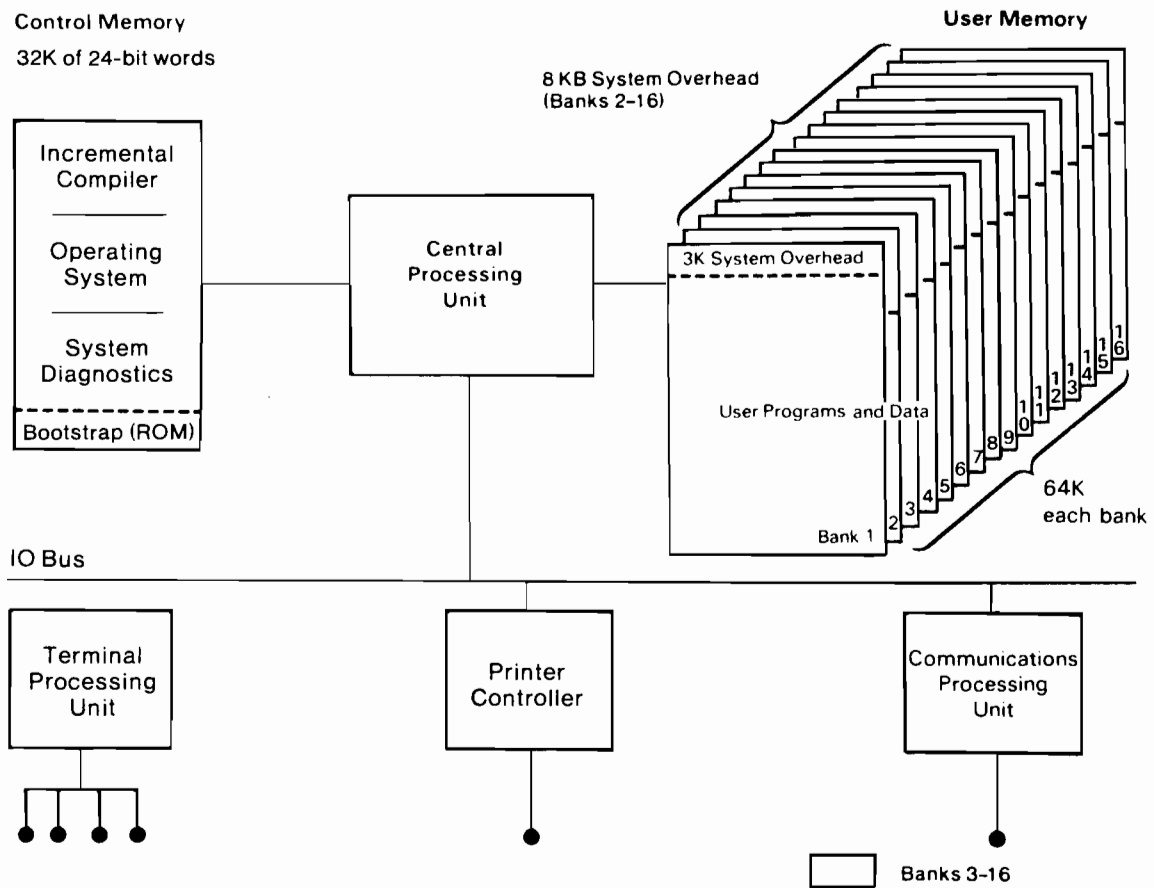 Control Memory
32K of 24-bit words
User Memory
8 KB System Overhead
(Banks 2-16)
Incremental
Compiler
Operating
System
System
Diagnostics
Bootstrap (ROM)
Central
Processing
Unit
3K System Overhead
User Programs and Data
Bank 1
2
3
4
5
6
7
8
9
10
11
12
13
14
15
16
64K
each bank
IO Bus
Terminal
Processing
Unit
Printer
Controller
Communications
Processing
Unit
Banks 3-16